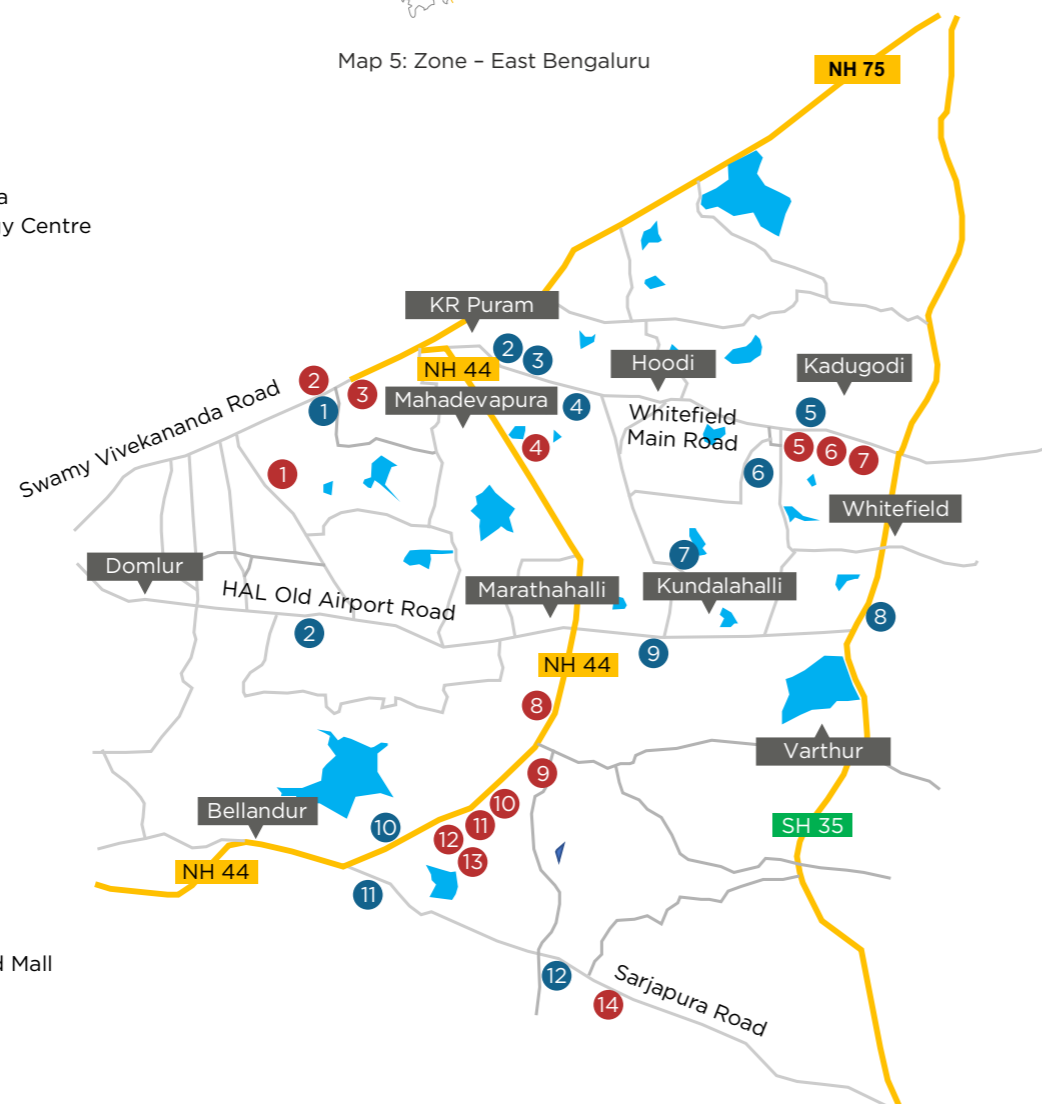 Map 5: Zone – East Bengaluru
NH 75
a
gy Centre
KR Puram
2
3
Hoodi
Kadugodi
NH 44
2
3
1
Mahadevapura
4
Whitefield
Main Road
5
Swamy Vivekananda Road
4
5
6
7
1
6
Whitefield
7
Domlur
HAL Old Airport Road
Marathahalli
Kundalahalli
8
2
9
NH 44
8
Varthur
9
10
Bellandur
10
11
12
13
SH 35
NH 44
11
d Mall
12
14
Sarjapura Road